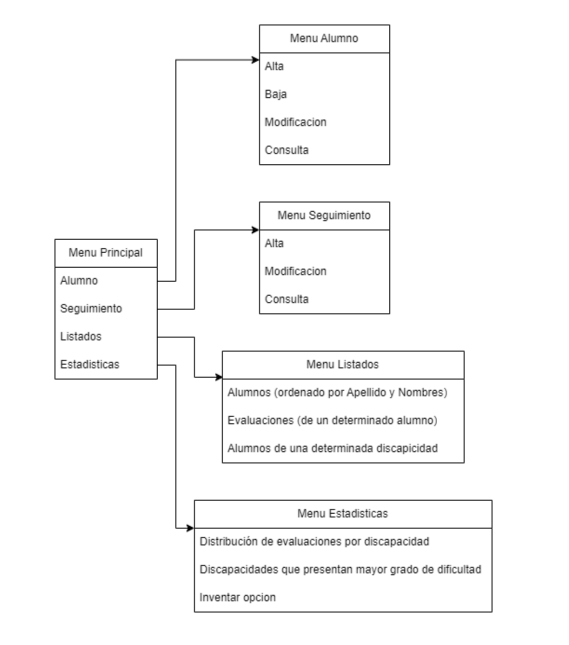 Menu Alumno
Alta
Baja
Modificacion
Consulta
Menu Seguimiento
Alta
Modificacion
Consulta
Menu Principal
Alumno
Seguimiento
Listados
Estadisticas
Menu Listados
Alumnos (ordenado por Apellido y Nombres)
Evaluaciones (de un determinado alumno)
Alumnos de una determinada discapicidad
Menu Estadisticas
Distribución de evaluaciones por discapacidad
Discapacidades que presentan mayor grado de dificultad
Inventar opcion